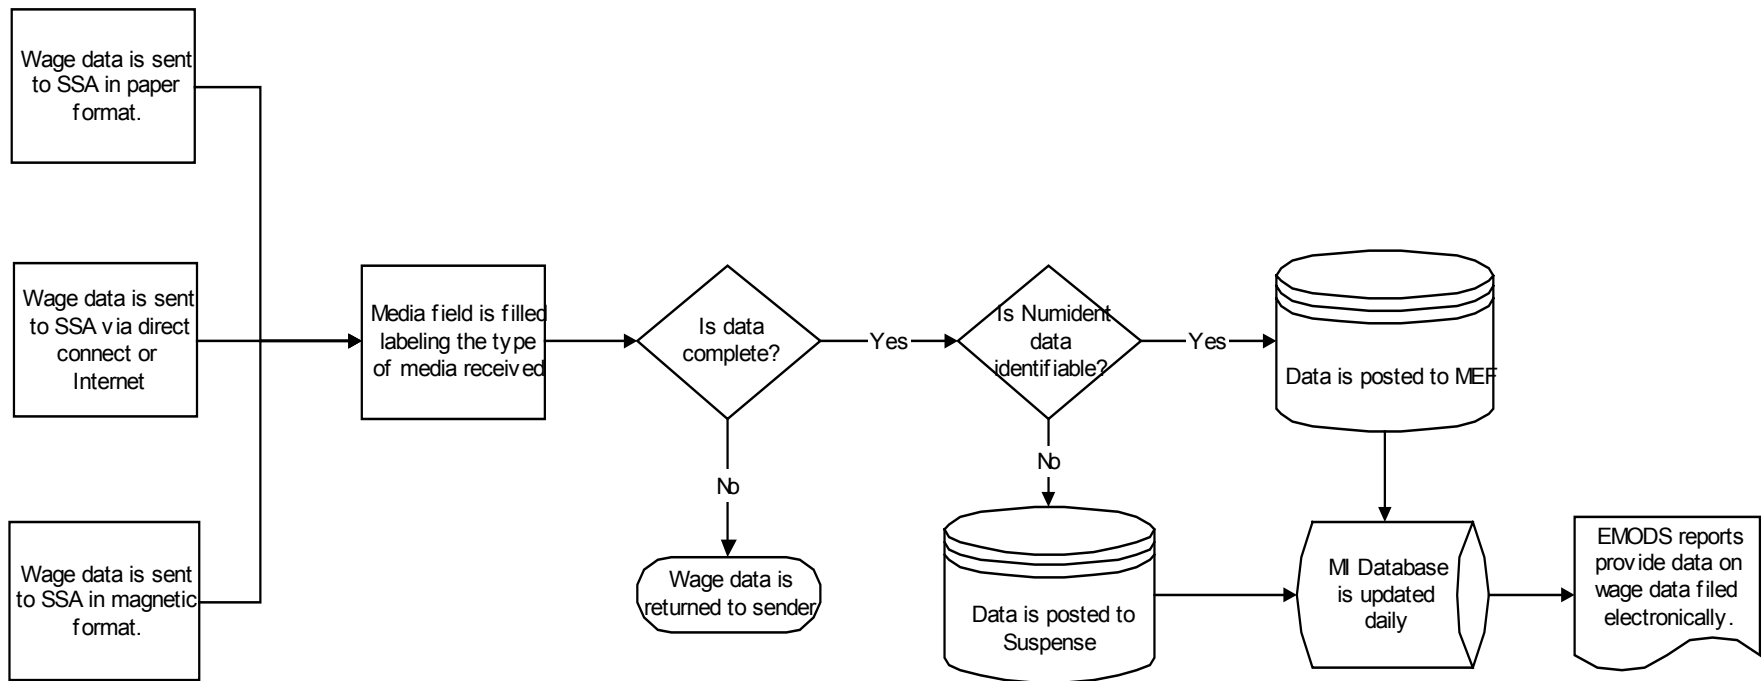 Wage data is sent
to SSA in paper
format.
Wage data is sent
to SSA via direct
connect or
Internet
Wage data is sent
to SSA in magnetic
format.
Media field is filled
labeling the type
of media received
Is data
complete?
Yes
No
Wage data is
returned to sender
Is Numident
data
identifiable?
Yes
No
Data is posted to MEF
Data is posted to
Suspense
MI Database
is updated
daily
EMODS reports
provide data on
wage data filed
electronically.